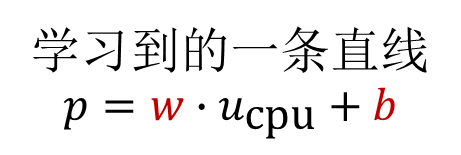 学习到的一条直线
p = w · u_cpu + b